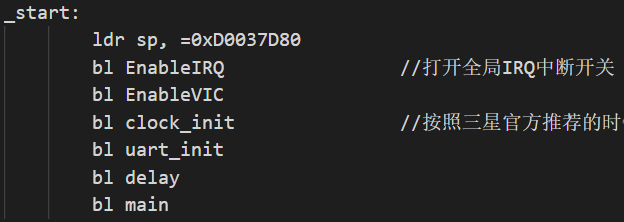 _start:
ldr sp, =0xD0037D80
bl EnableIRQ //打开全局IRQ中断开关
bl EnableVIC
bl clock_init //按照三星官方推荐的时
bl uart_init
bl delay
bl main